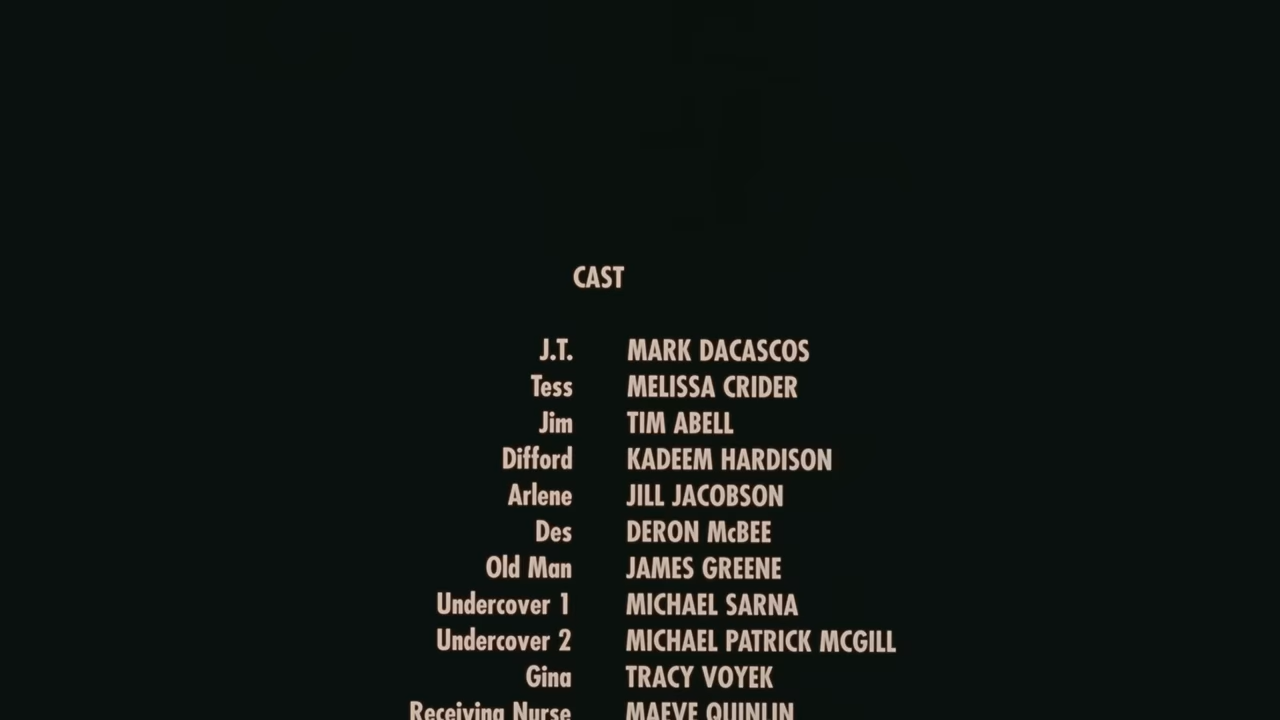 CAST
J.T. MARK DACASCOS
Tess MELISSA CRIDER
Jim TIM ABELL
Difford KADEEM HARDISON
Arlene JILL JACOBSON
Des DERON McBEE
Old Man JAMES GREENE
Undercover 1 MICHAEL SARNA
Undercover 2 MICHAEL PATRICK MCGILL
Gina TRACY VOYEK
Receiving Nurse MAEVE QUINLIN